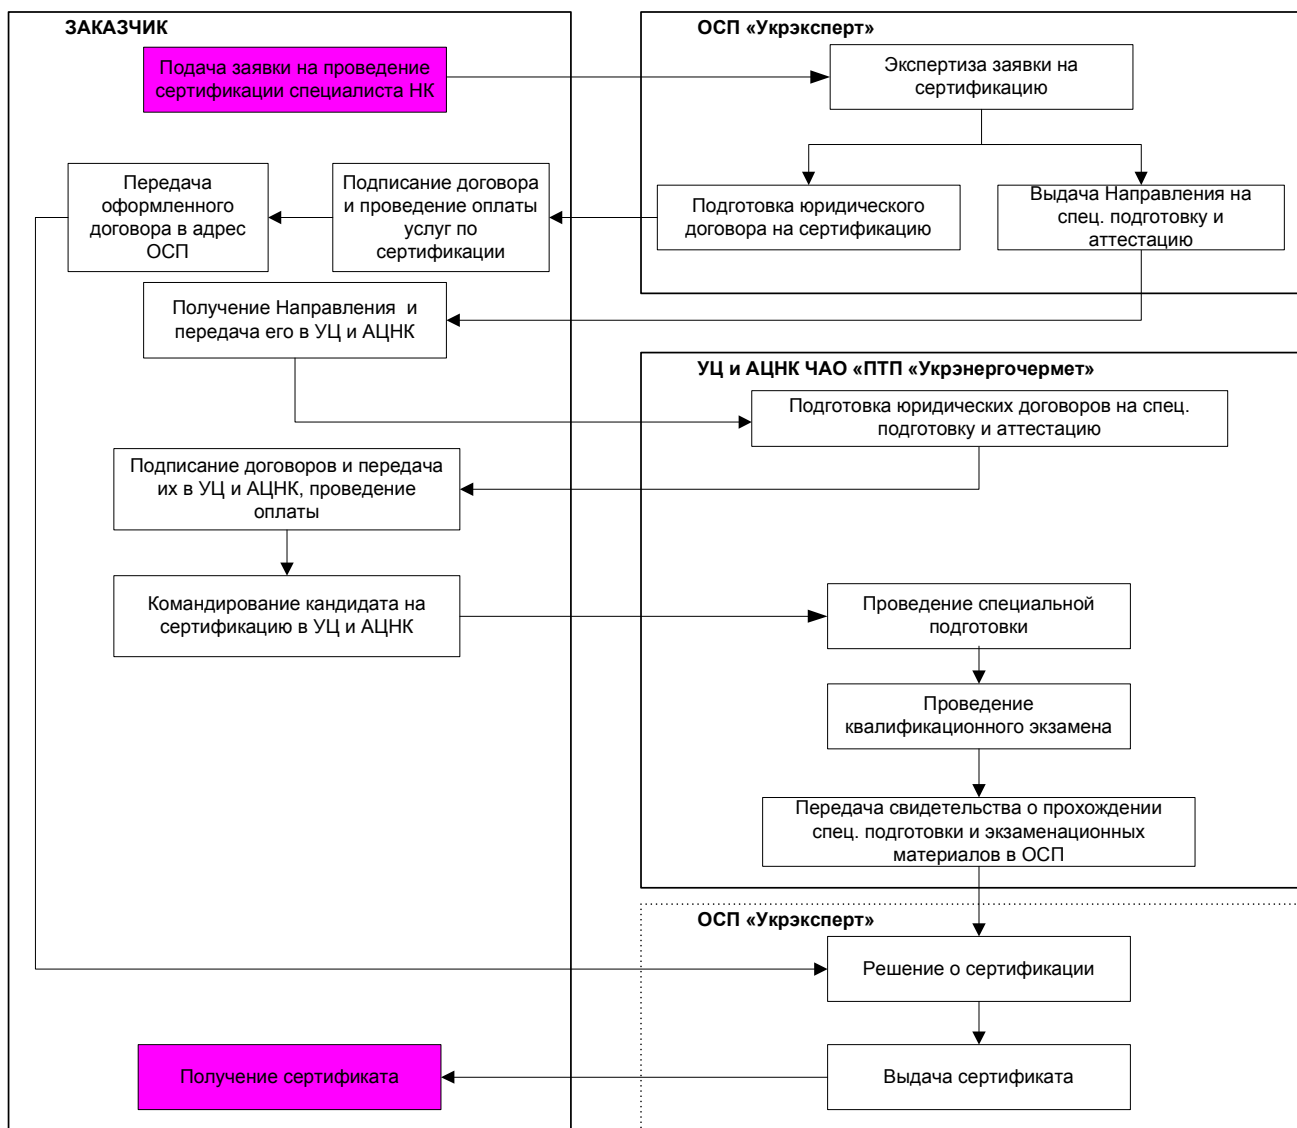 ЗАКАЗЧИК
Подача заявки на проведение
сертификации специалиста НК
ОСП «Укрэксперт»
Экспертиза заявки на
сертификацию
Передача
оформленного
договора в адрес
ОСП
Подписание договора
и проведение оплаты
услуг по
сертификации
Подготовка юридического
договора на сертификацию
Выдача Направления на
спец. подготовку и
аттестацию
Получение Направления и
передача его в УЦ и АЦНК
УЦ и АЦНК ЧАО «ПТП «Укрэнергочермет»
Подготовка юридических договоров на спец.
подготовку и аттестацию
Подписание договоров и передача
их в УЦ и АЦНК, проведение
оплаты
Командирование кандидата на
сертификацию в УЦ и АЦНК
Проведение специальной
подготовки
Проведение
квалификационного экзамена
Передача свидетельства о прохождении
спец. подготовки и экзаменационных
материалов в ОСП
ОСП «Укрэксперт»
Решение о сертификации
Получение сертификата
Выдача сертификата